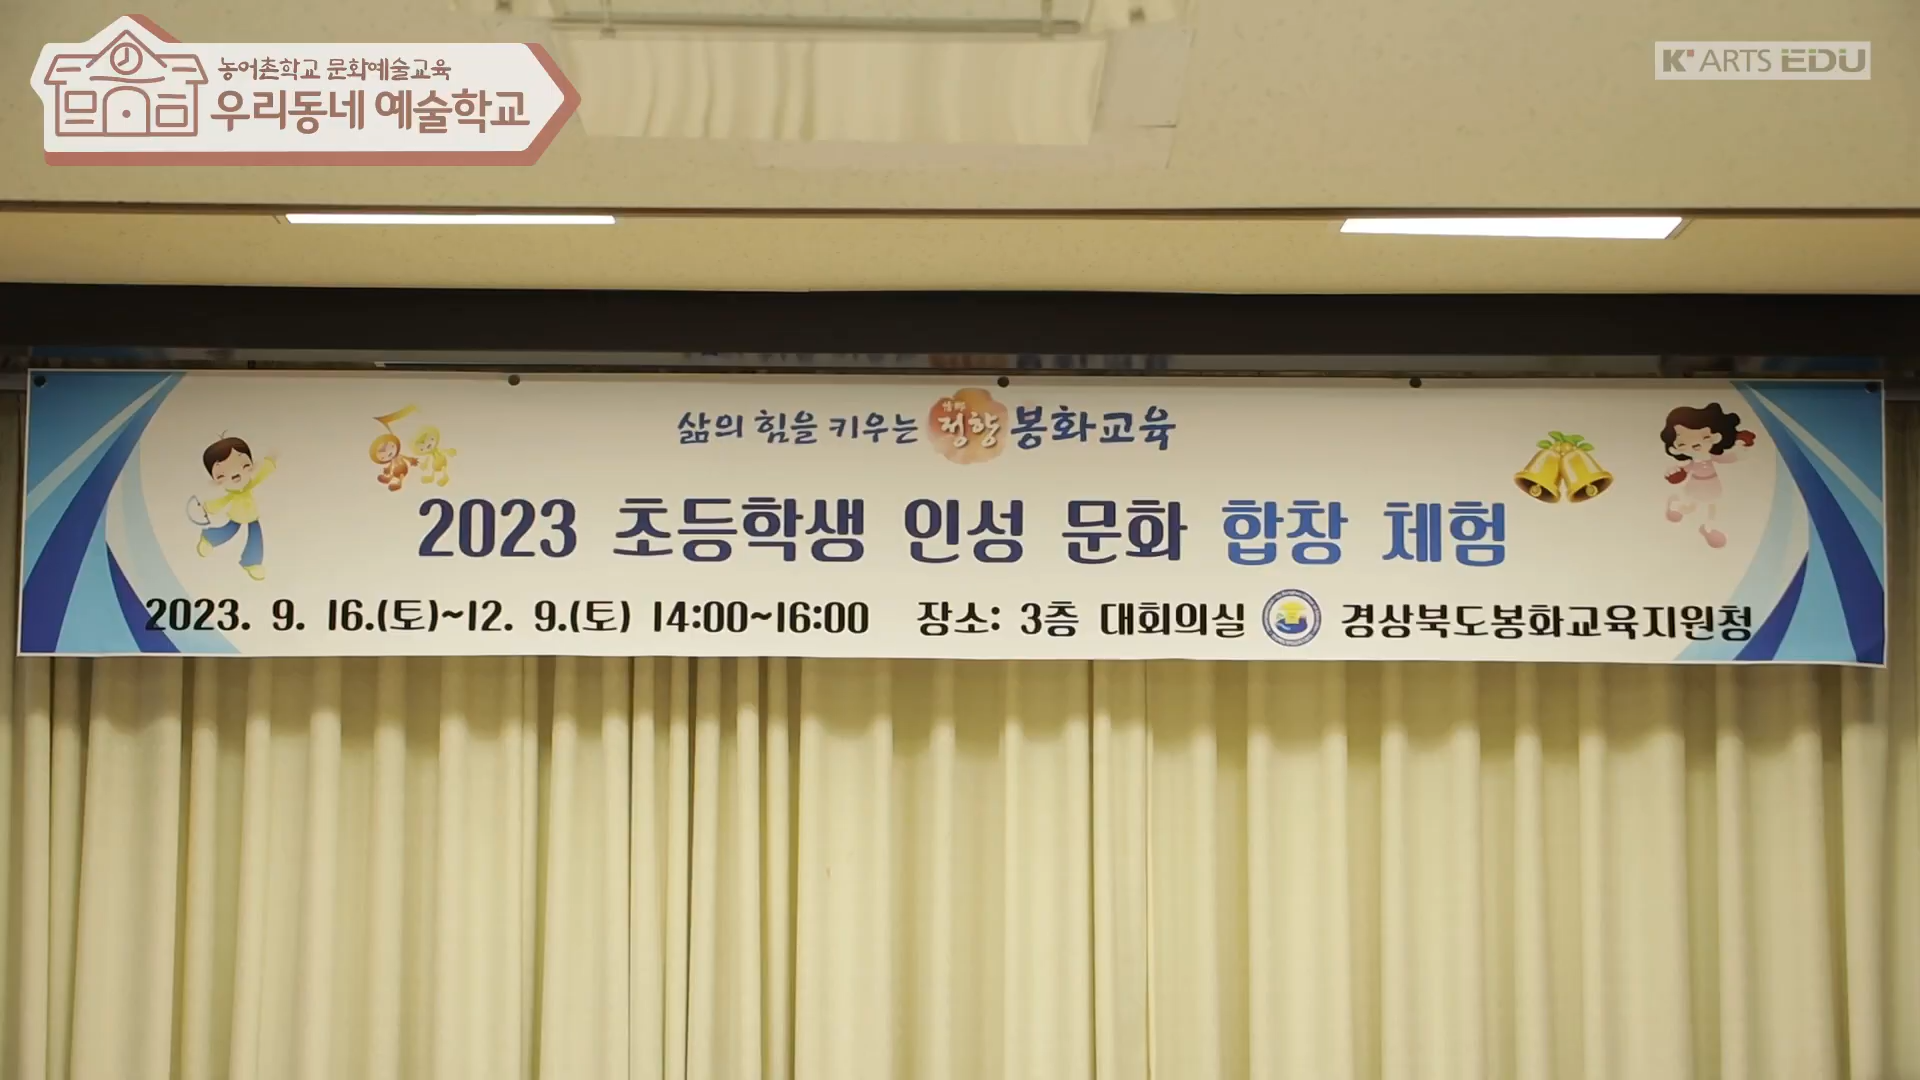 농어촌학교 문화예술교육
우리동네 예술학교
K ARTS EDU
삶의 힘을 키우는 정향 봉화교육
2023 초등학생 인성 문화 합창 체험
2023. 9. 16.(토)~12. 9.(토) 14:00~16:00 장소: 3층 대회의실 경상북도봉화교육지원청